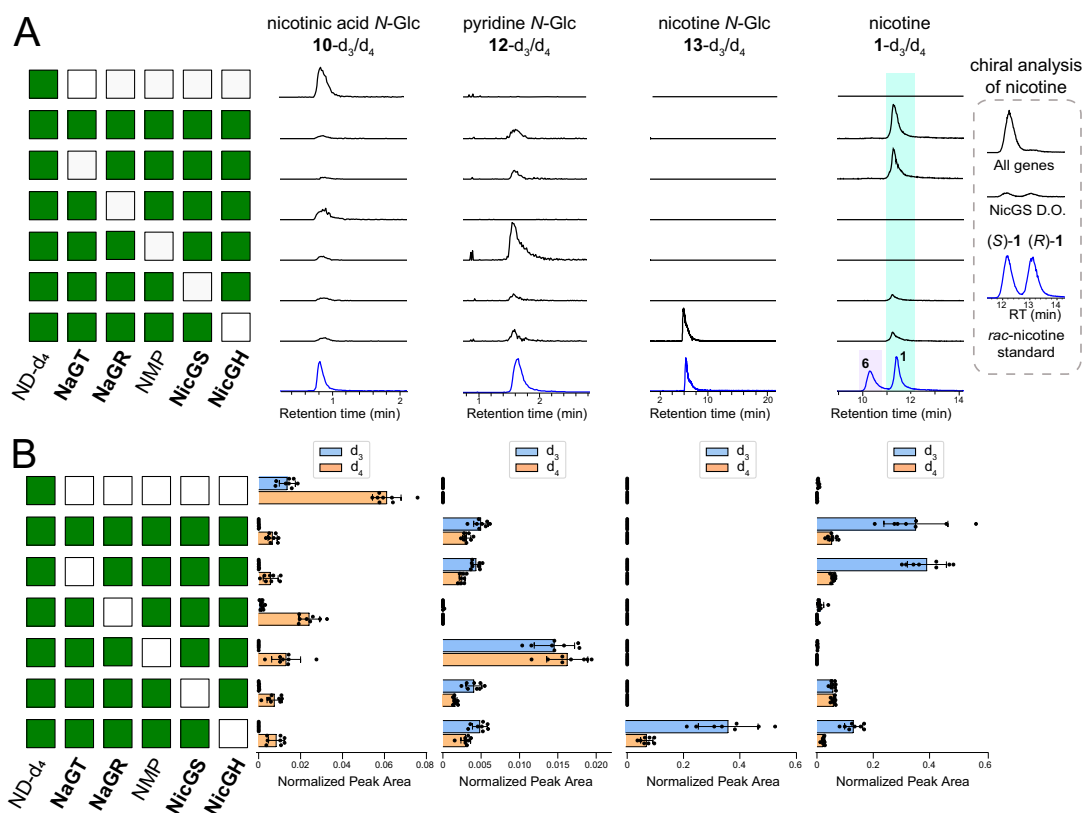 A
nicotinic acid N-Glc
10-d₃/d₄
pyridine N-Glc
12-d₃/d₄
nicotine N-Glc
13-d₃/d₄
nicotine
1-d₃/d₄
chiral analysis
of nicotine
All genes
NicGS D.O.
(S)-1 (R)-1
12 13 14
RT (min)
rac-nicotine
standard
6
1
1 2
Retention time (min)
2
Retention time (min)
2 10 20
Retention time (min)
10 12 14
Retention time (min)
ND-d₄
NaGT
NaGR
NMP
NicGS
NicGH
B
d₃
d₄
d₃
d₄
d₃
d₄
d₃
d₄
0 0.02 0.04 0.06 0.08
Normalized Peak Area
0 0.005 0.010 0.015 0.020
Normalized Peak Area
0 0.2 0.4 0.6
Normalized Peak Area
0 0.2 0.4 0.6
Normalized Peak Area
ND-d₄
NaGT
NaGR
NMP
NicGS
NicGH